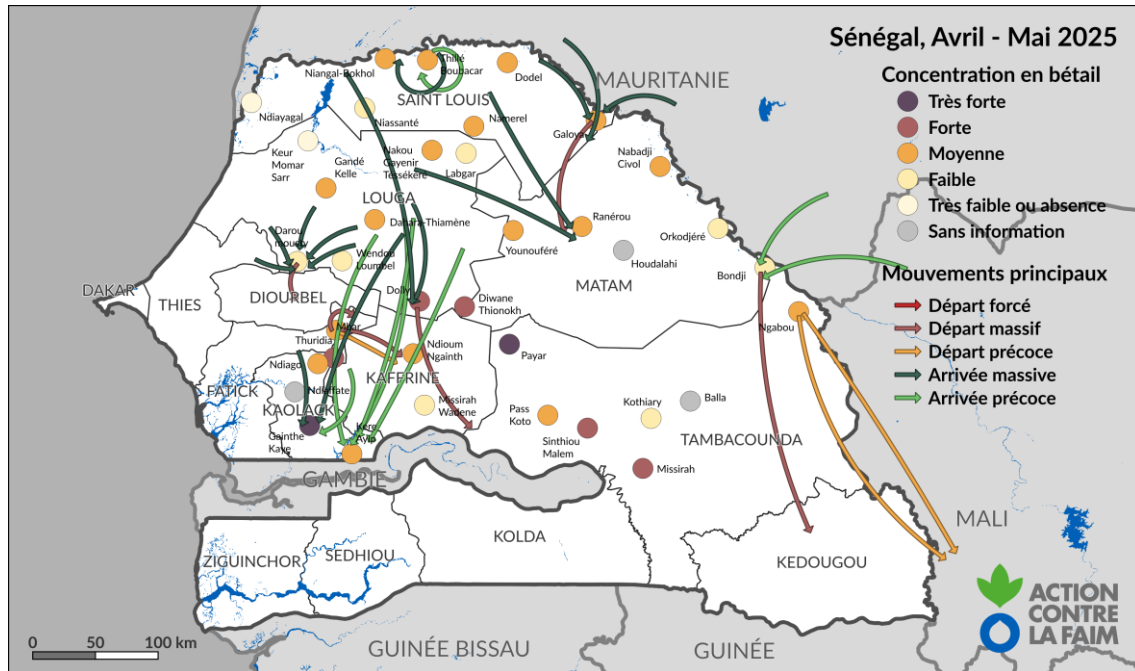 Sénégal, Avril - Mai 2025
Concentration en bétail
Très forte
Forte
Moyenne
Faible
Très faible ou absence
Sans information
Mouvements principaux
Départ forcé
Départ massif
Départ précoce
Arrivée massive
Arrivée précoce
MAURITANIE
Thillé
Boubacar
Niangal-Bokhol
Dodel
SAINT LOUIS
Ndiayagal
Niassanté
Namerel
Galoya
Keur
Momar
Sarr
Gandé
Kelle
Nakou
Gayenir
Tessékéré
Labgar
Nabadji
Civol
LOUGA
Dahara-Thiamène
Ranérou
Darou
mousty
Wendou
Loumbel
Younouféré
Houdalahi
Orkodjéré
Bondji
MATAM
DAKAR
THIES
DIOURBEL
Dolly
Diwane
Thionokh
Ngabou
Mbar
Thuridia
Ndiago
Ndioum
Ngainth
Payar
FATICK
Ndieffate
KAFFRINE
KAOLACK
Missirah
Wadene
Balla
Kothiary
Pass
Koto
Gainthe
Kaye
Kere
Ayip
Sinthiou
Malem
TAMBACOUNDA
Missirah
GAMBIE
MALI
KOLDA
ZIGUINCHOR
SEDHIOU
KEDOUGOU
ACTION
CONTRE
LA FAIM
0 50 100 km
GUINÉE BISSAU
GUINÉE